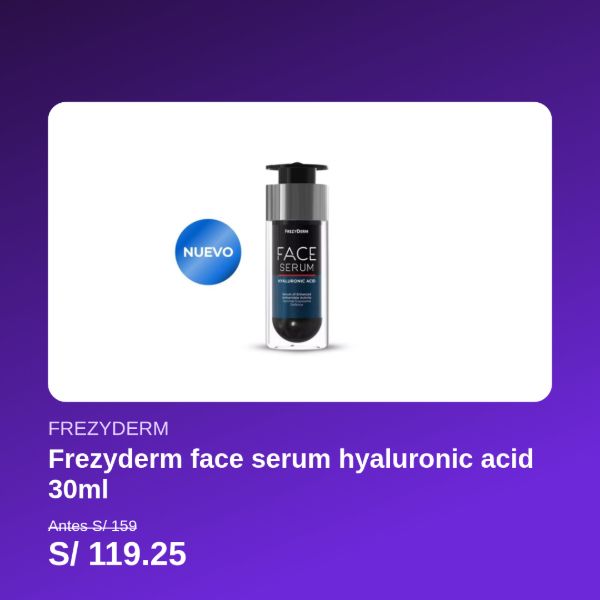 NUEVO
FREZYDERM
FACE
SERUM
HYALURONIC ACID
FREZYDERM
Frezyderm face serum hyaluronic acid
30ml
Antes S/ 159
S/ 119.25